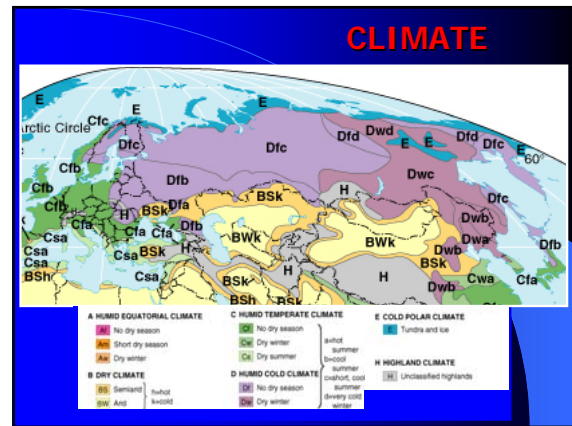 CLIMATE
E
E
E
Cfc
Arctic Circle
Cfc
Dfc
Dfc
Dfd
Dwd
E
E
Dfd
Dfc
E
60°
Dwc
Cfb
Cfb
Dfb
H
Dfc
Cfb
H
BSk
Dfa
BSk
Dwb
Cfa
Cfa
Cfa
Dfb
BWk
BWk
Dwa
Dfb
Csa
Csa
Csa
Csa
BSk
H
Dwb
BSk
BSh
Csa
BSk
H
H
Dwb
Cwa
Cfa
BSh
BSk
A HUMID EQUATORIAL CLIMATE
Af No dry season
Am Short dry season
Aw Dry winter
B DRY CLIMATE
BS Semiarid
BW Arid
h=hot
k=cold
C HUMID TEMPERATE CLIMATE
Cf No dry season
Cw Dry winter
Cs Dry summer
D HUMID COLD CLIMATE
Df No dry season
Dw Dry winter
a=hot
summer
b=cool
summer
c=short, cool
summer
d=very cold
winter
E COLD POLAR CLIMATE
E Tundra and ice
H HIGHLAND CLIMATE
H Unclassified highlands